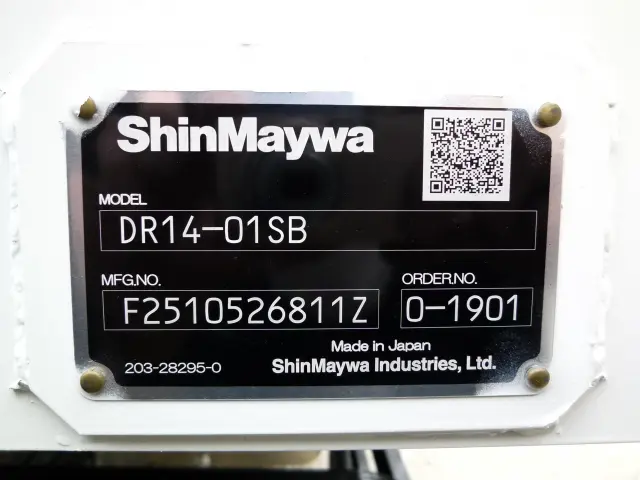 ShinMaywa
MODEL
DR14-01SB
MFG.NO. ORDER.NO.
F2510526811Z 0-1901
Made in Japan
203-28295-0 ShinMaywa Industries, Ltd.